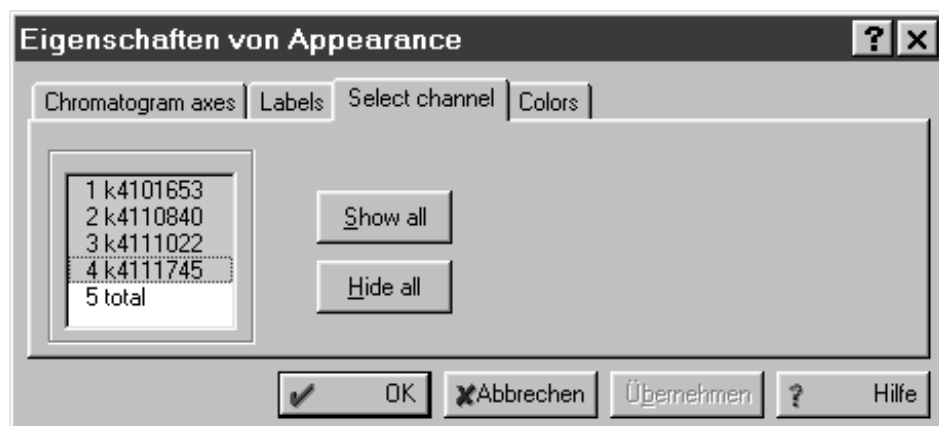 Eigenschaften von Appearance ? ×
Chromatogram axes Labels Select channel Colors
1 k4101653
2 k4110840
3 k4111022
4 k4111745
5 total
Show all
Hide all
OK Abbrechen Übernehmen ? Hilfe